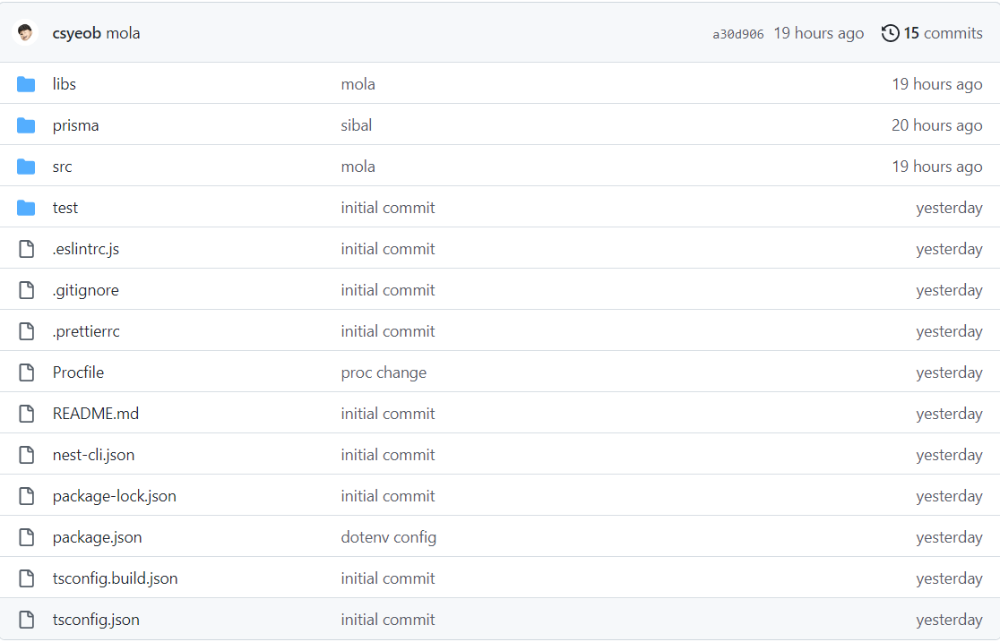 csyeob mola a30d906 19 hours ago 15 commits
libs mola 19 hours ago
prisma sibal 20 hours ago
src mola 19 hours ago
test initial commit yesterday
.eslintrc.js initial commit yesterday
.gitignore initial commit yesterday
.prettierrc initial commit yesterday
Procfile proc change yesterday
README.md initial commit yesterday
nest-cli.json initial commit yesterday
package-lock.json initial commit yesterday
package.json dotenv config yesterday
tsconfig.build.json initial commit yesterday
tsconfig.json initial commit yesterday